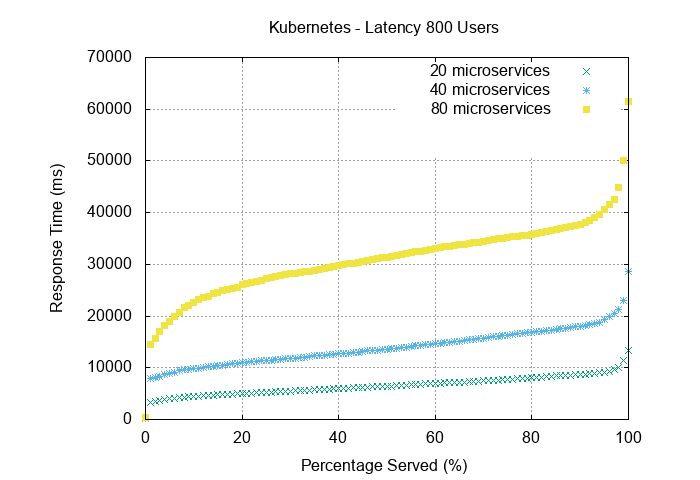 Kubernetes - Latency 800 Users
70000
60000
50000
40000
30000
20000
10000
0
Response Time (ms)
20 microservices
40 microservices
80 microservices
0 20 40 60 80 100
Percentage Served (%)